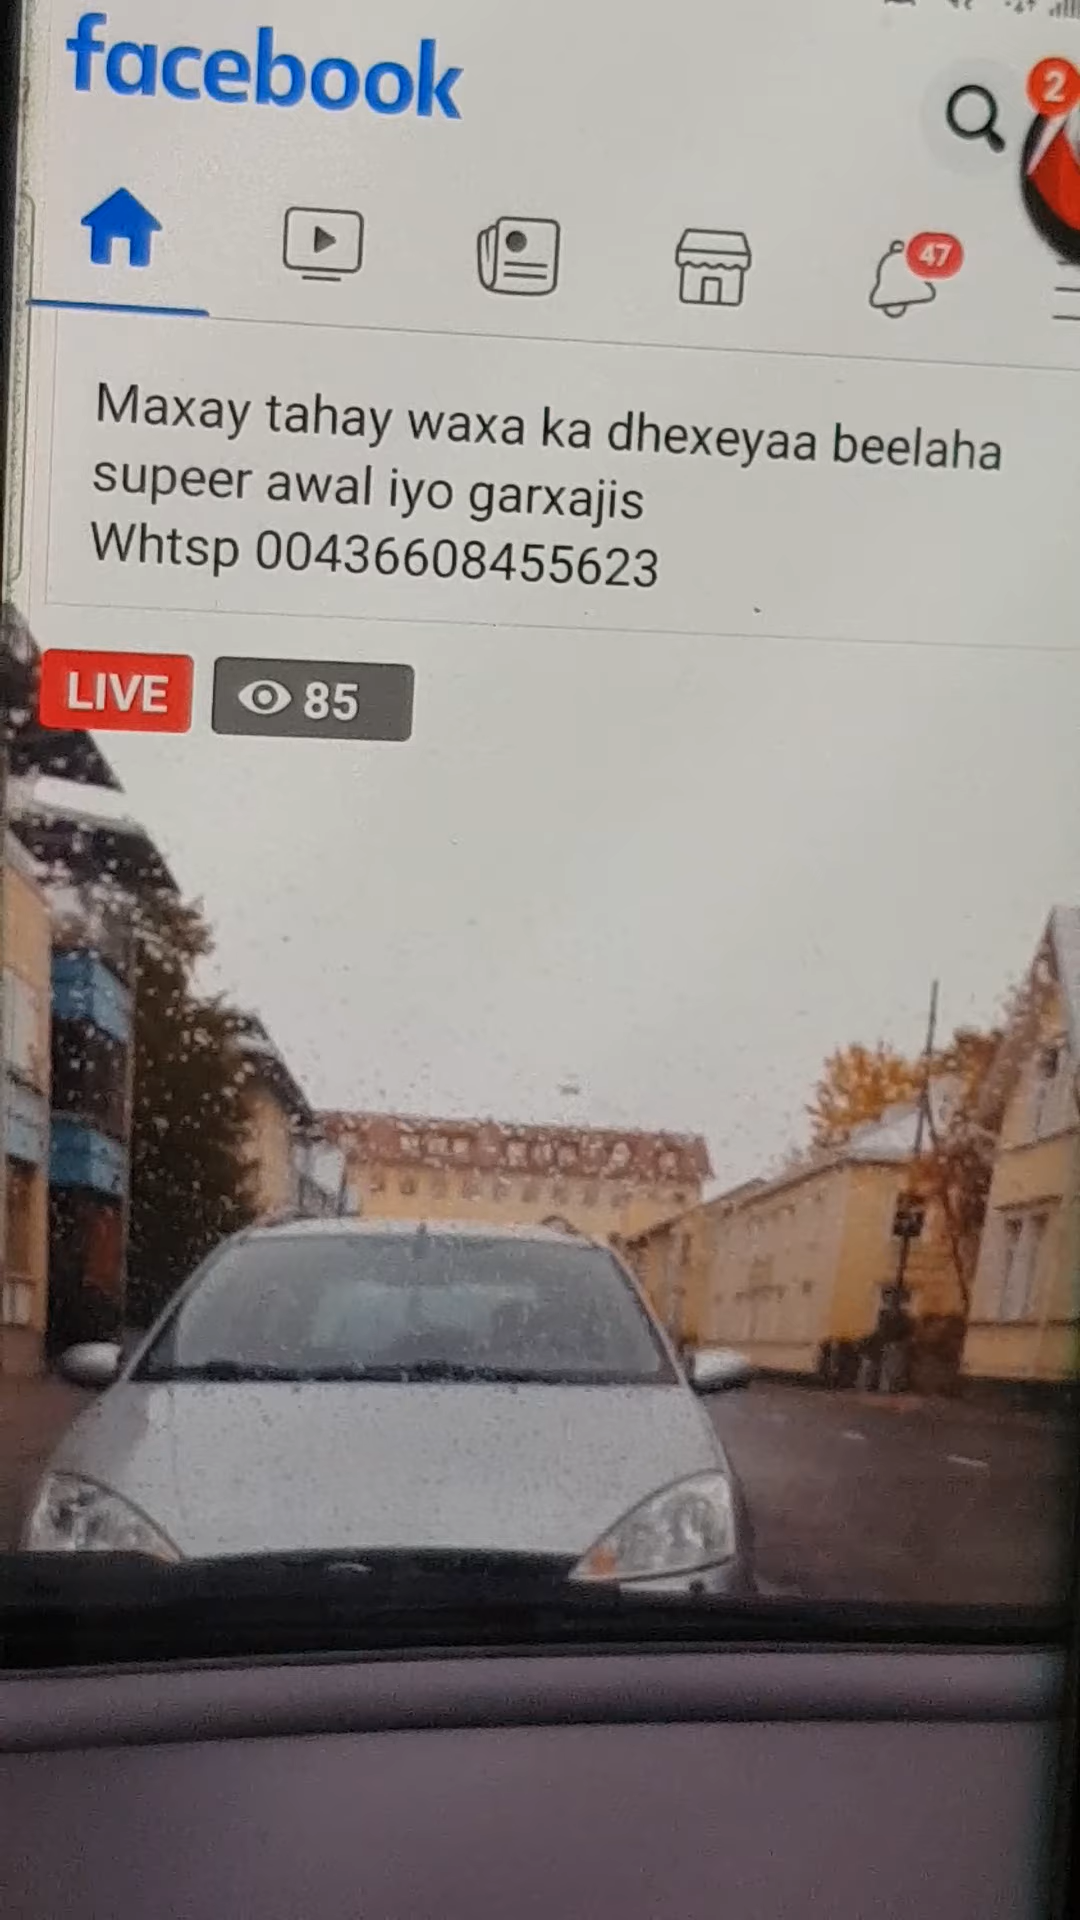 facebook
2
47
Maxay tahay waxa ka dhexeyaa beelaha
supeer awal iyo garxajis
Whtsp 00436608455623
LIVE
85